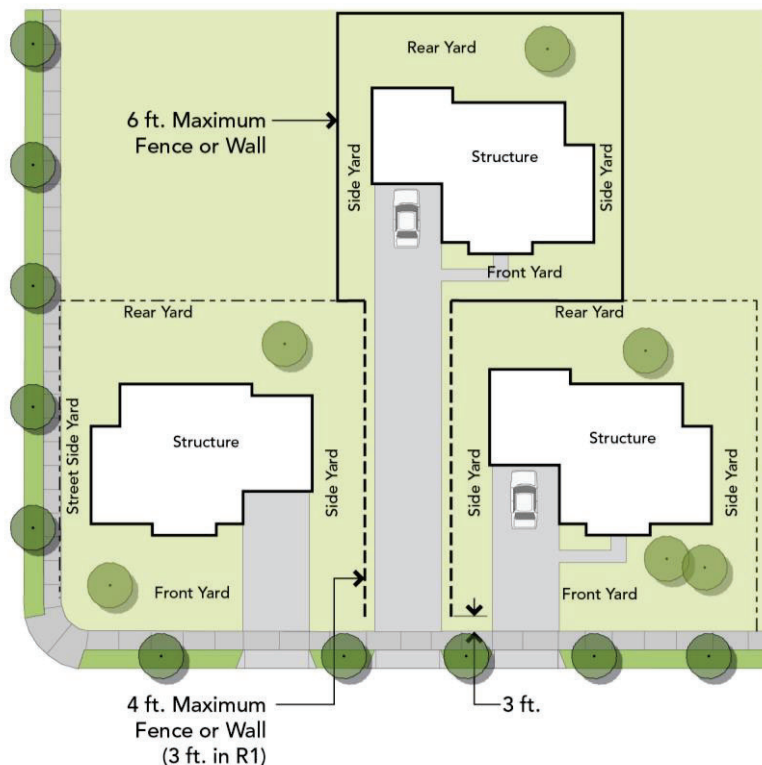 Rear Yard
6 ft. Maximum
Fence or Wall
Side Yard
Structure
Side Yard
Front Yard
Rear Yard
Rear Yard
Street Side Yard
Structure
Side Yard
Side Yard
Structure
Side Yard
Front Yard
Front Yard
4 ft. Maximum
Fence or Wall
(3 ft. in R1)
3 ft.